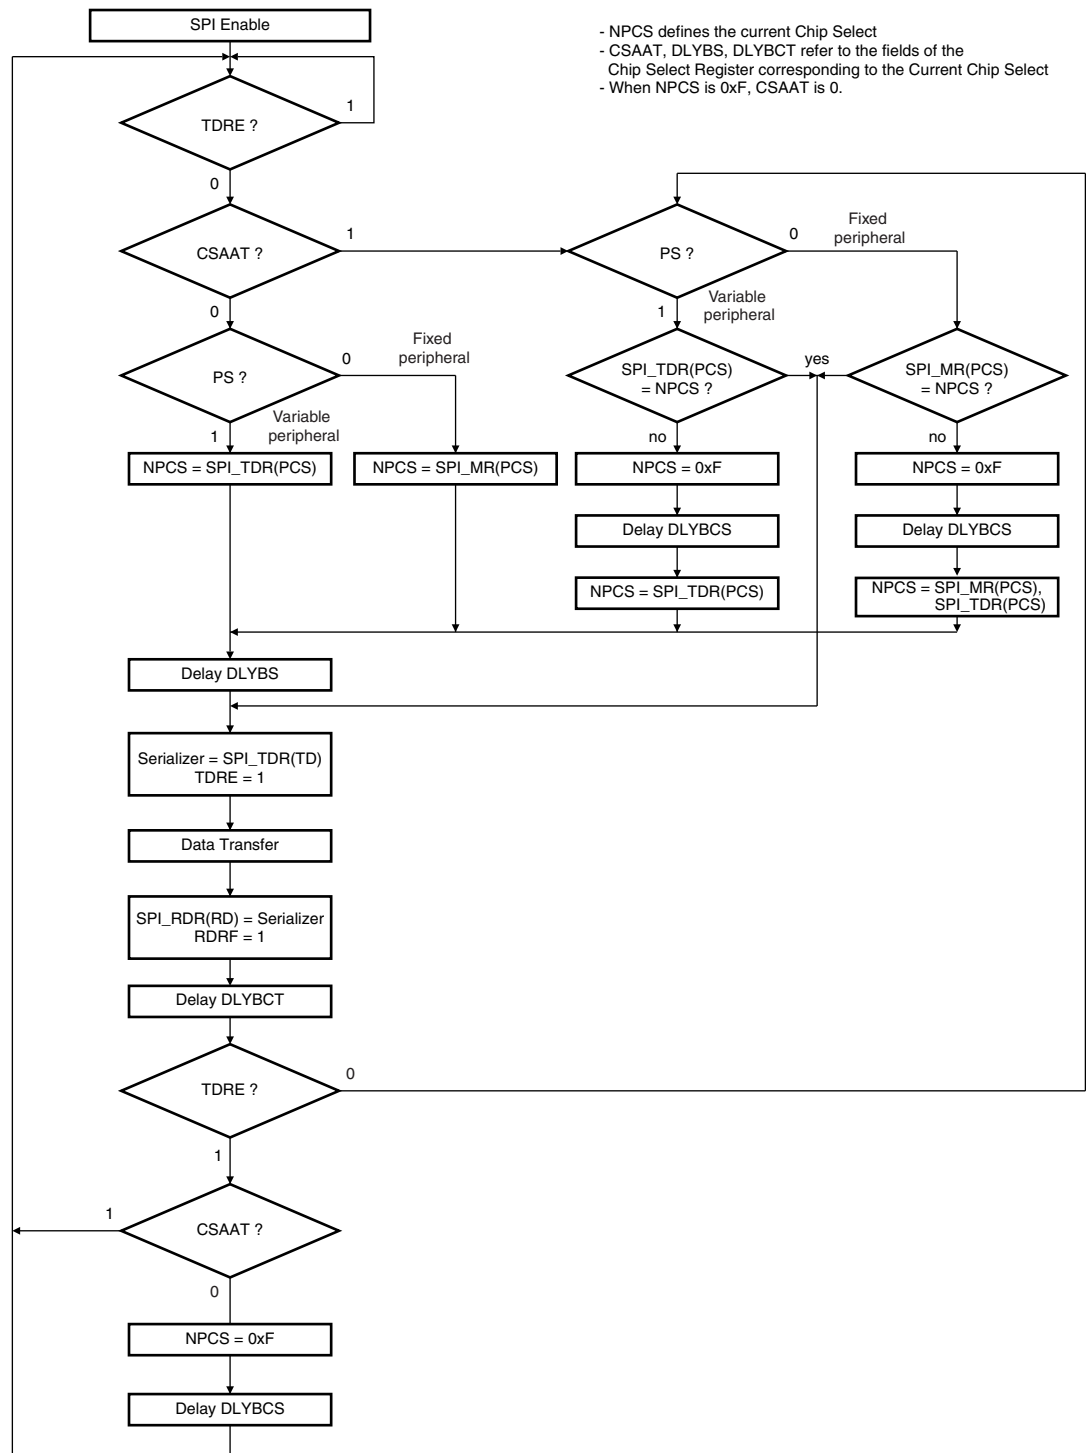 SPI Enable
- NPCS defines the current Chip Select
- CSAAT, DLYBS, DLYBCT refer to the fields of the
Chip Select Register corresponding to the Current Chip Select
- When NPCS is 0xF, CSAAT is 0.
TDRE ?
1
0
CSAAT ?
1
0
PS ?
0
Fixed
peripheral
1
Variable
peripheral
PS ?
0
Fixed
peripheral
1
Variable
peripheral
SPI_TDR(PCS)
= NPCS ?
yes
SPI_MR(PCS)
= NPCS ?
no
no
NPCS = SPI_TDR(PCS)
NPCS = SPI_MR(PCS)
NPCS = 0xF
NPCS = 0xF
Delay DLYBCS
Delay DLYBCS
NPCS = SPI_TDR(PCS)
NPCS = SPI_MR(PCS),
SPI_TDR(PCS)
Delay DLYBS
Serializer = SPI_TDR(TD)
TDRE = 1
Data Transfer
SPI_RDR(RD) = Serializer
RDRF = 1
Delay DLYBCT
TDRE ?
0
1
CSAAT ?
1
0
NPCS = 0xF
Delay DLYBCS